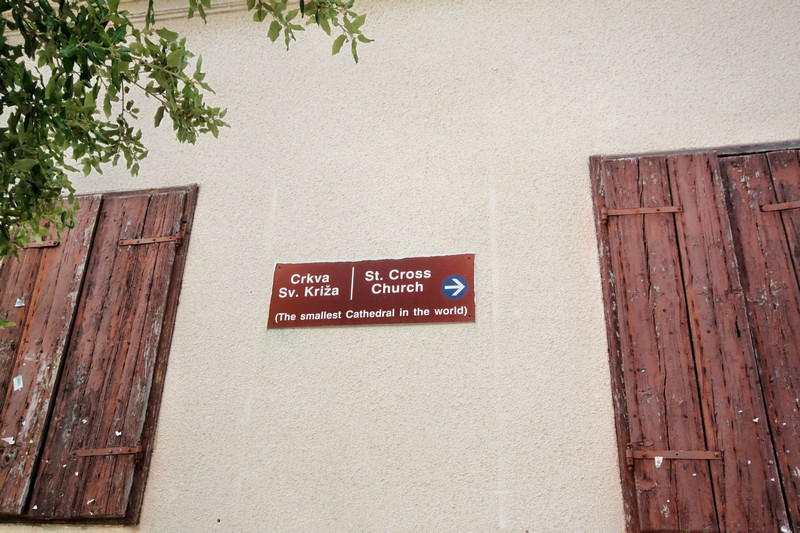 Crkva
Sv. Križa
St. Cross
Church
(The smallest Cathedral in the world)